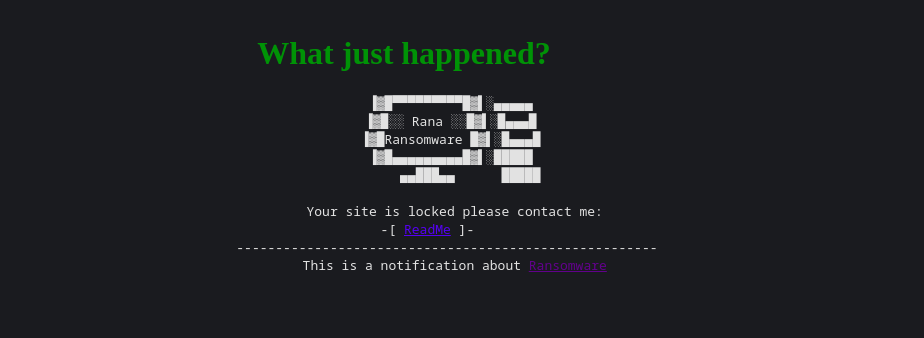 What just happened?
Rana
Ransomware
Your site is locked please contact me:
-[ ReadMe ]-
------------------------------------------------------
This is a notification about Ransomware